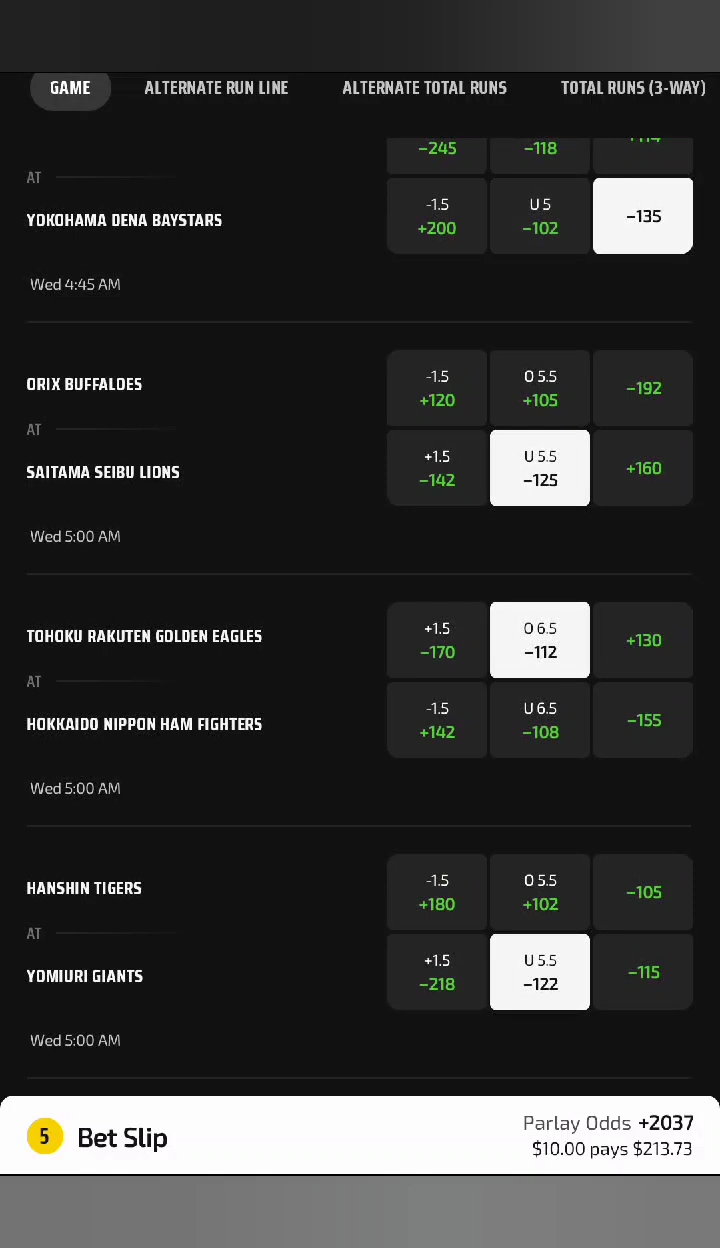 GAME ALTERNATE RUN LINE ALTERNATE TOTAL RUNS TOTAL RUNS (3-WAY)
−245 −118
AT
YOKOHAMA DENA BAYSTARS
-1.5 U 5 −135
+200 −102
Wed 4:45 AM
ORIX BUFFALOES
-1.5 O 5.5 −192
+120 +105
AT
SAITAMA SEIBU LIONS
+1.5 U 5.5 +160
−142 −125
Wed 5:00 AM
TOHOKU RAKUTEN GOLDEN EAGLES
+1.5 O 6.5 +130
−170 −112
AT
HOKKAIDO NIPPON HAM FIGHTERS
-1.5 U 6.5 −155
+142 −108
Wed 5:00 AM
HANSHIN TIGERS
-1.5 O 5.5 −105
+180 +102
AT
YOMIURI GIANTS
+1.5 U 5.5 −115
−218 −122
Wed 5:00 AM
5 Bet Slip
Parlay Odds +2037
$10.00 pays $213.73